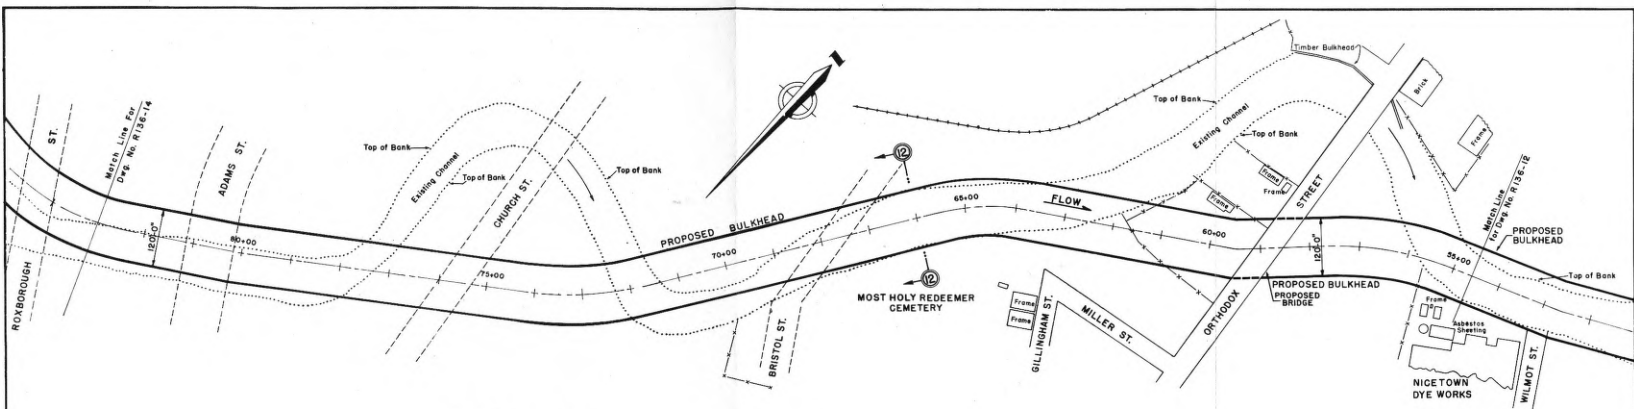 ROXBOROUGH
ST.
Match Line For
Dwg. No. R136-14
120'-0"
ADAMS ST.
80+00
Top of Bank
Existing Channel
Top of Bank
CHURCH ST.
Top of Bank
75+00
PROPOSED BULKHEAD
70+00
BRISTOL ST.
12
12
MOST HOLY REDEEMER
CEMETERY
65+00
FLOW
Frame
Frame
GILLINGHAM ST.
MILLER ST.
Top of Bank
Existing Channel
Top of Bank
Timber Bulkhead
Frame
Frame
Frame
60+00
ORTHODOX
STREET
120'-0"
PROPOSED BULKHEAD
PROPOSED
BRIDGE
Brick
Frame
Match Line
for Dwg. No. R136-12
PROPOSED
BULKHEAD
55+00
Top of Bank
Frame
Asbestos
Sheeting
NICETOWN
DYE WORKS
WILMOT ST.